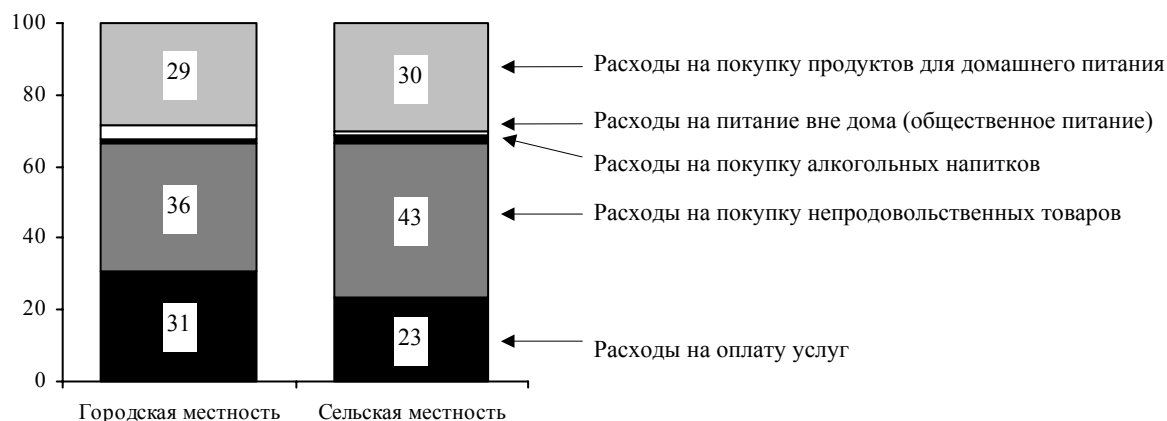 100
80
60
40
20
0
29
36
31
30
43
23
Расходы на покупку продуктов для домашнего питания
Расходы на питание вне дома (общественное питание)
Расходы на покупку алкогольных напитков
Расходы на покупку непродовольственных товаров
Расходы на оплату услуг
Городская местность
Сельская местность